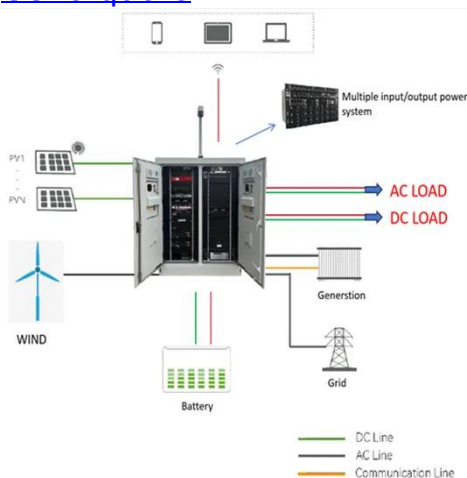 Multiple input/output power
system
PV1
PVN
AC LOAD
DC LOAD
WIND
Generstion
Grid
Battery
DC Line
AC Line
Communication Line